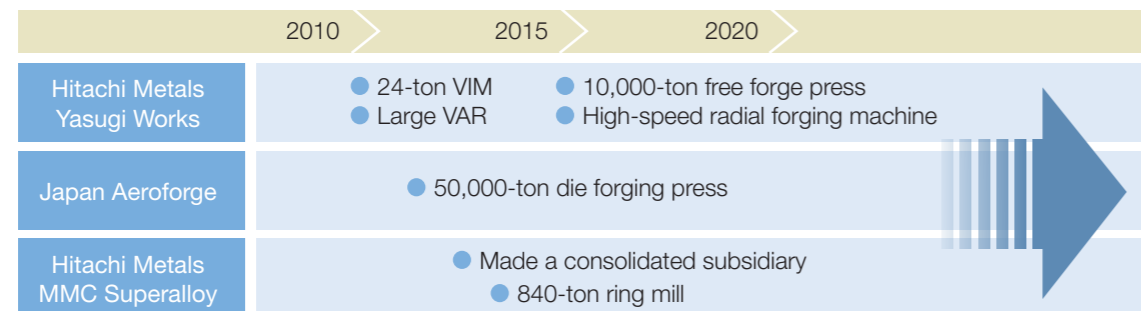 2010 2015 2020
Hitachi Metals
Yasugi Works
24-ton VIM
Large VAR
10,000-ton free forge press
High-speed radial forging machine
Japan Aeroforge
50,000-ton die forging press
Hitachi Metals
MMC Superalloy
Made a consolidated subsidiary
840-ton ring mill